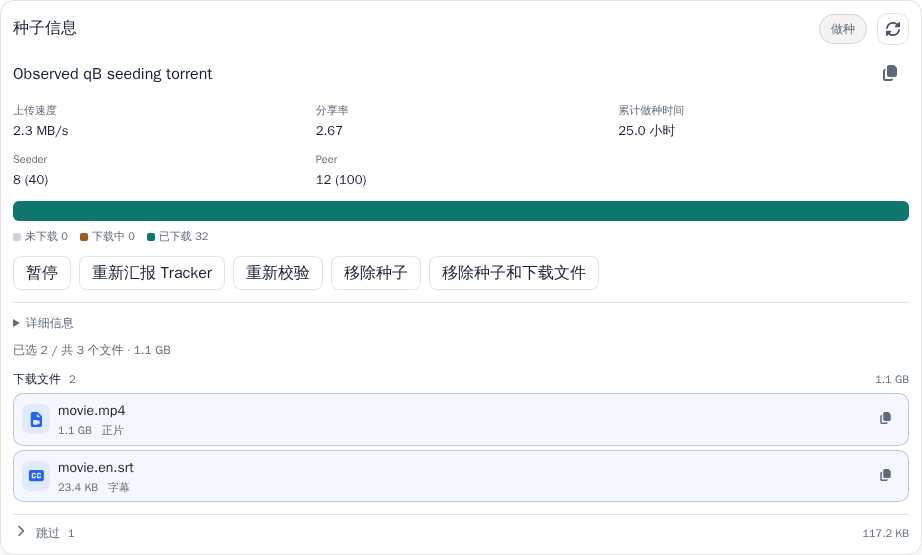 种子信息
做种
Observed qB seeding torrent
上传速度 分享率 累计做种时间
2.3 MB/s 2.67 25.0 小时
Seeder Peer
8 (40) 12 (100)
未下载 0 下载中 0 已下载 32
暂停 重新汇报 Tracker 重新校验 移除种子 移除种子和下载文件
详细信息
已选 2 / 共 3 个文件 · 1.1 GB
下载文件 2 1.1 GB
movie.mp4
1.1 GB 正片
CC movie.en.srt
23.4 KB 字幕
跳过 1 117.2 KB